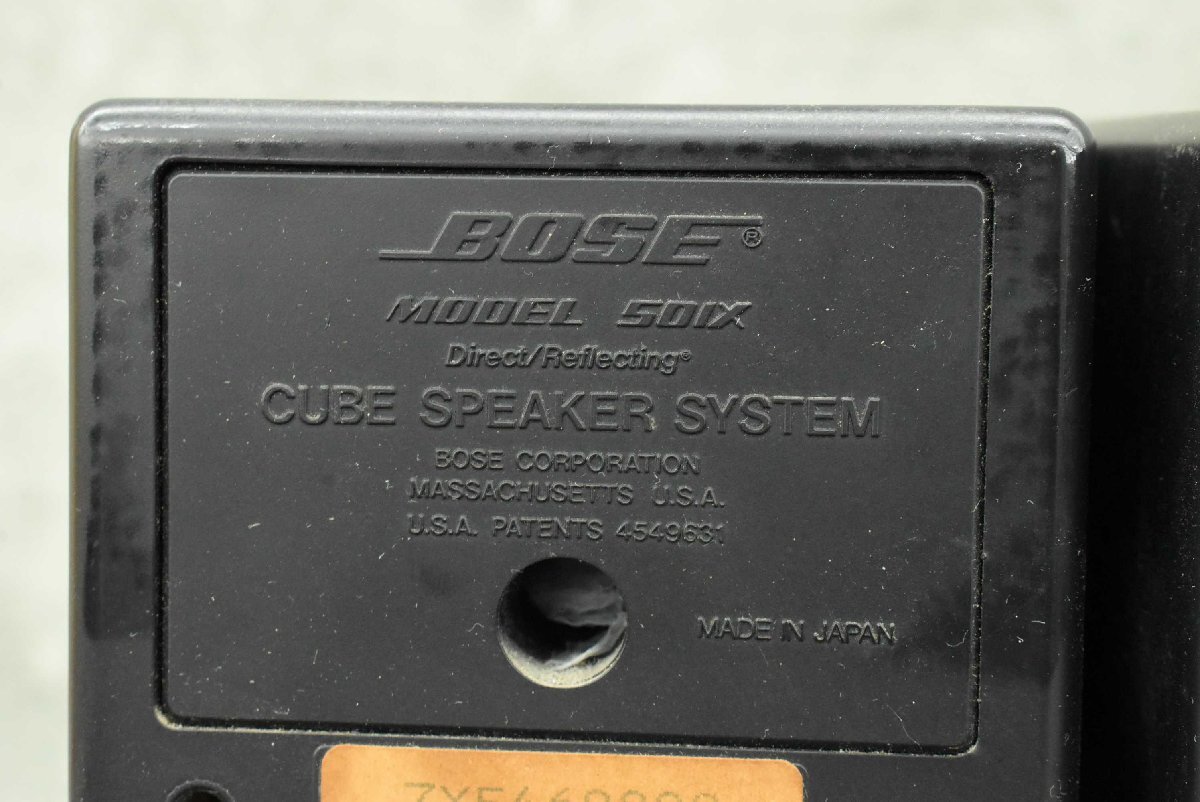 BOSE®
MODEL 501X
Direct/Reflecting®
CUBE SPEAKER SYSTEM
BOSE CORPORATION
MASSACHUSETTS U.S.A.
U.S.A. PATENTS 4549631
MADE IN JAPAN